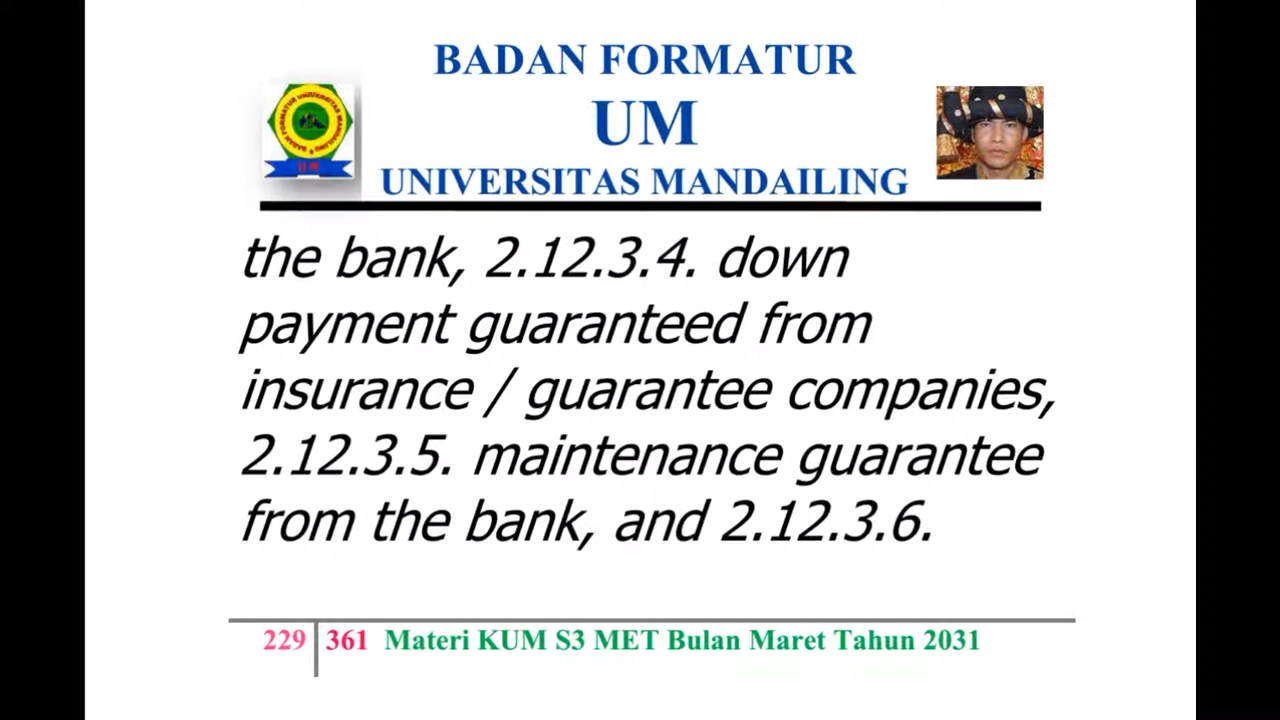 BADAN FORMATUR
UM
UNIVERSITAS MANDAILING
the bank, 2.12.3.4. down
payment guaranteed from
insurance / guarantee companies,
2.12.3.5. maintenance guarantee
from the bank, and 2.12.3.6.
229 361 Materi KUM S3 MET Bulan Maret Tahun 2031